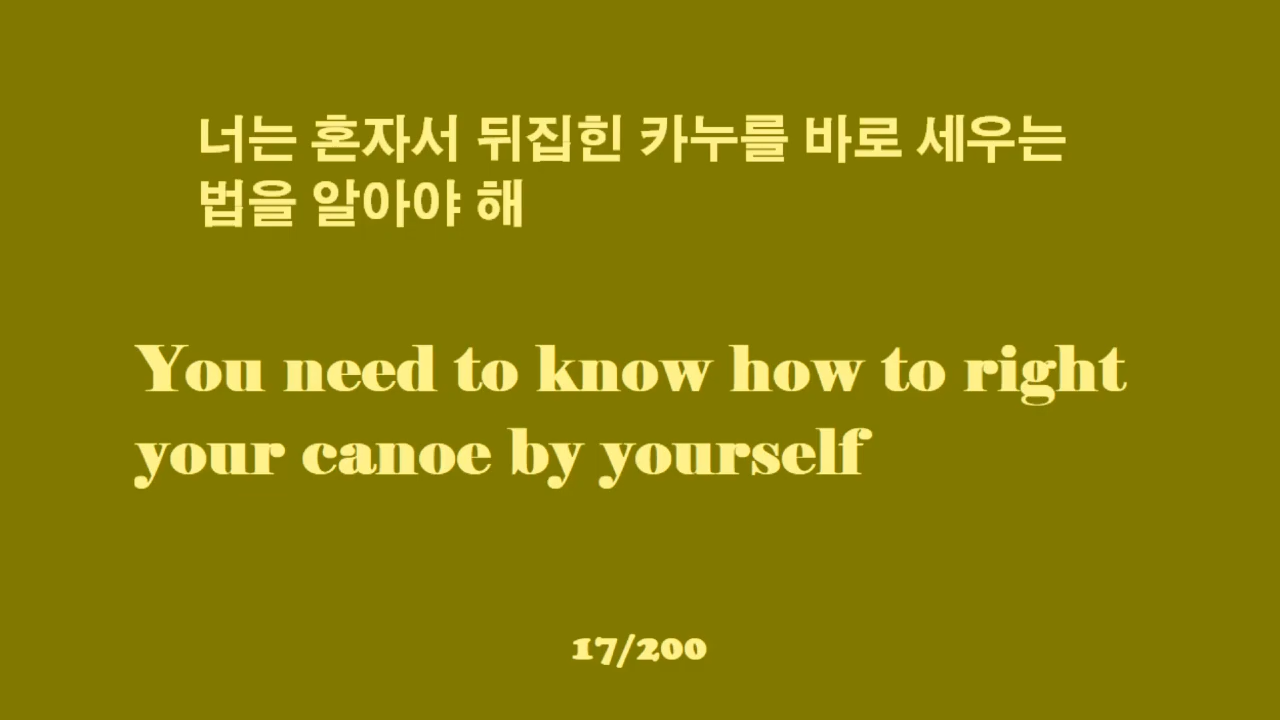 너는 혼자서 뒤집힌 카누를 바로 세우는
법을 알아야 해
You need to know how to right
your canoe by yourself
17/200